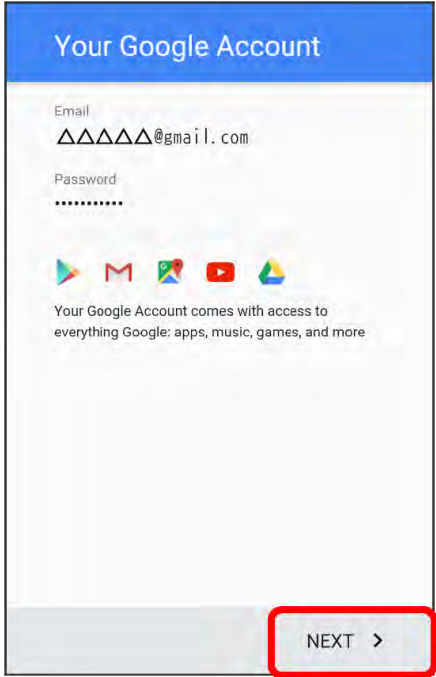 Your Google Account
Email
△△△△△@gmail.com
Password
•••••••••••
Your Google Account comes with access to
everything Google: apps, music, games, and more
NEXT >